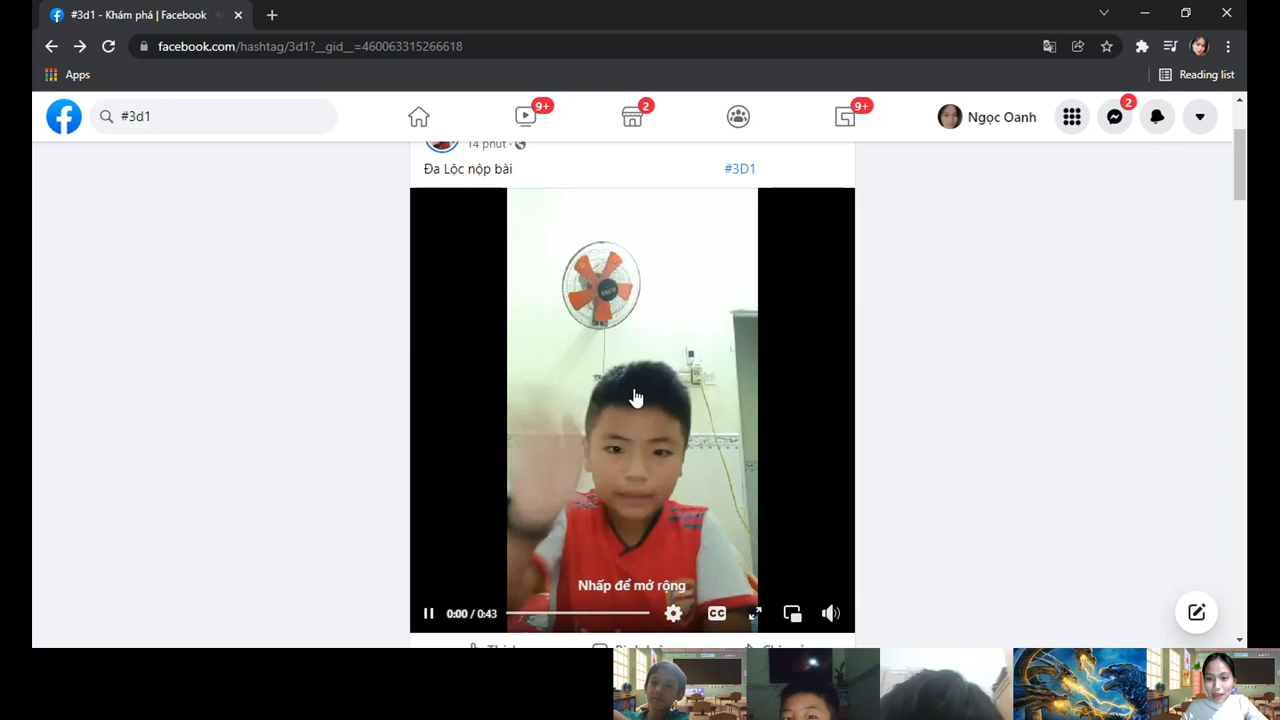 #3d1 - Khám phá | Facebook
facebook.com/hashtag/3d1?__gid__=460063315266618
Apps
Reading list
#3d1
9+
2
9+
Ngọc Oanh
2
14 phút
Đa Lộc nộp bài #3D1
Nhấp để mở rộng
0:00 / 0:43
CC